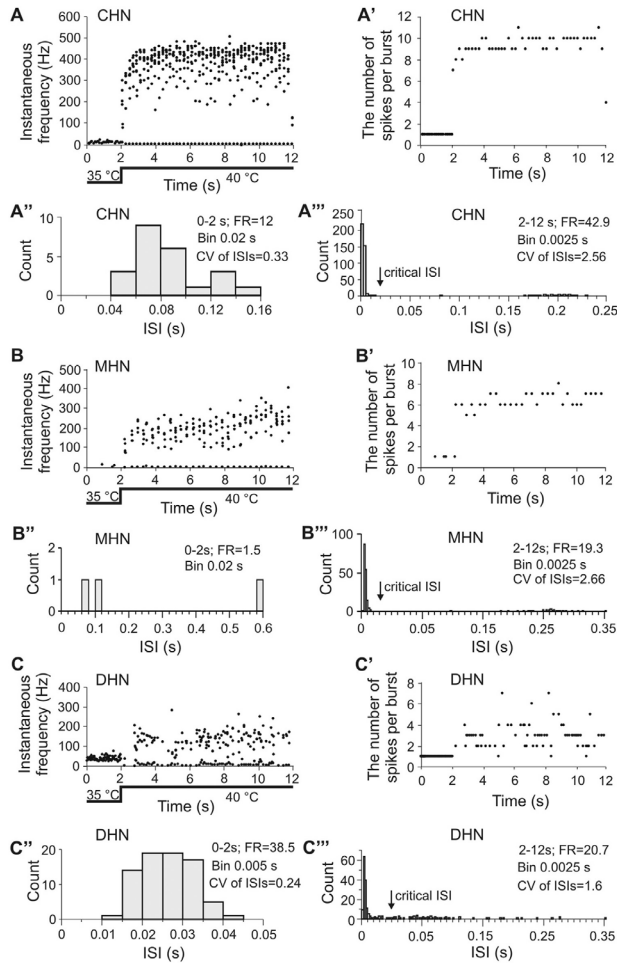 A
CHN
Instantaneous
frequency (Hz)
600
500
400
300
200
100
0
0 2 4 6 8 10 12
35 °C
Time (s)
40 °C
A’
CHN
The number of
spikes per burst
12
10
8
6
4
2
0
0 2 4 6 8 10 12
Time (s)
A’’
CHN
0-2 s; FR=12
Bin 0.02 s
CV of ISIs=0.33
Count
10
5
0
0 0.04 0.08 0.12 0.16
ISI (s)
A’’’
CHN
2-12 s; FR=42.9
Bin 0.0025 s
CV of ISIs=2.56
critical ISI
Count
250
200
150
100
50
0
0 0.05 0.1 0.15 0.2 0.25
ISI (s)
B
MHN
Instantaneous
frequency (Hz)
500
400
300
200
100
0
0 2 4 6 8 10 12
35 °C
Time (s)
40 °C
B’
MHN
The number of
spikes per burst
10
8
6
4
2
0
0 2 4 6 8 10 12
Time (s)
B’’
MHN
0-2s; FR=1.5
Bin 0.02 s
Count
2
1
0
0 0.1 0.2 0.3 0.4 0.5 0.6
ISI (s)
B’’’
MHN
2-12s; FR=19.3
Bin 0.0025 s
CV of ISIs=2.66
critical ISI
Count
100
50
0
0 0.05 0.15 0.25 0.35
ISI (s)
C
DHN
Instantaneous
frequency (Hz)
400
300
200
100
0
0 2 4 6 8 10 12
35 °C
Time (s)
40 °C
C’
DHN
The number of
spikes per burst
8
6
4
2
0
0 2 4 6 8 10 12
Time (s)
C’’
DHN
0-2s; FR=38.5
Bin 0.005 s
CV of ISIs=0.24
Count
20
10
0
0 0.01 0.02 0.03 0.04 0.05
ISI (s)
C’’’
DHN
2-12s; FR=20.7
Bin 0.0025 s
CV of ISIs=1.6
critical ISI
Count
60
40
20
0
0 0.05 0.15 0.25 0.35
ISI (s)